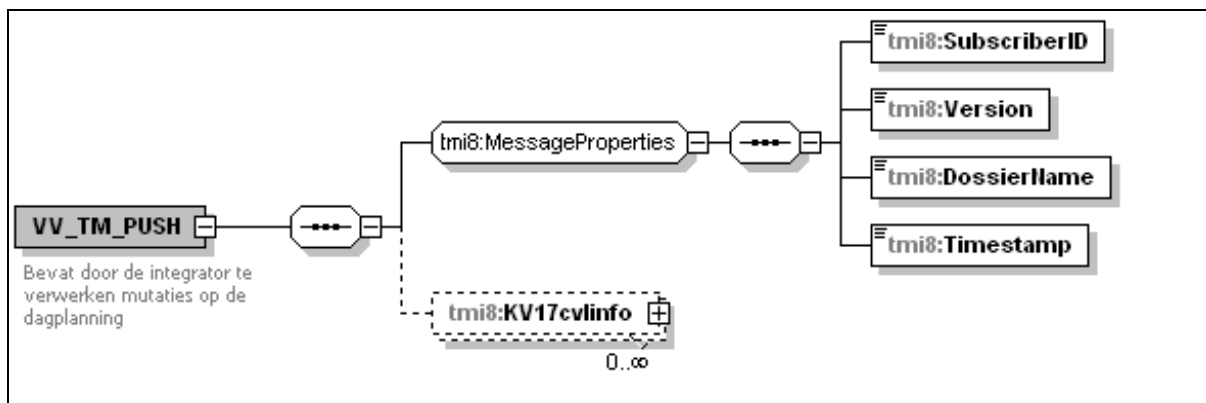 tmi8:SubscriberID
tmi8:Version
tmi8:MessageProperties
tmi8:DossierName
VV_TM_PUSH
tmi8:Timestamp
Bevat door de integrator te
verwerken mutaties op de
dagplanning
tmi8:KV17cvlinfo
0..∞